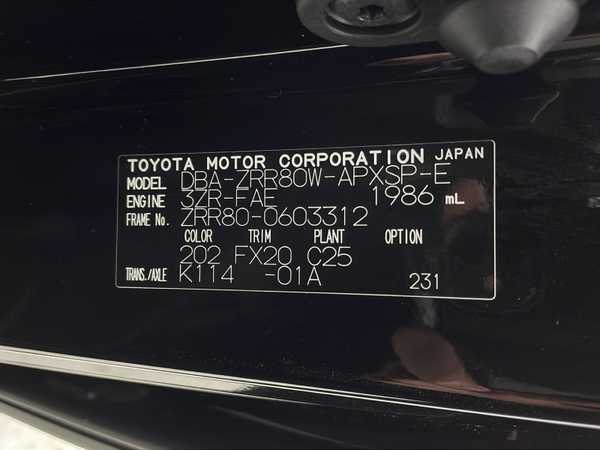 TOYOTA MOTOR CORPORATION JAPAN
MODEL DBA-ZRR80W-APXSP-E
ENGINE 3ZR-FAE 1986 mL
FRAME No. ZRR80-0603312
COLOR TRIM PLANT OPTION
202 FX20 C25
TRANS./AXLE K114 -01A 231